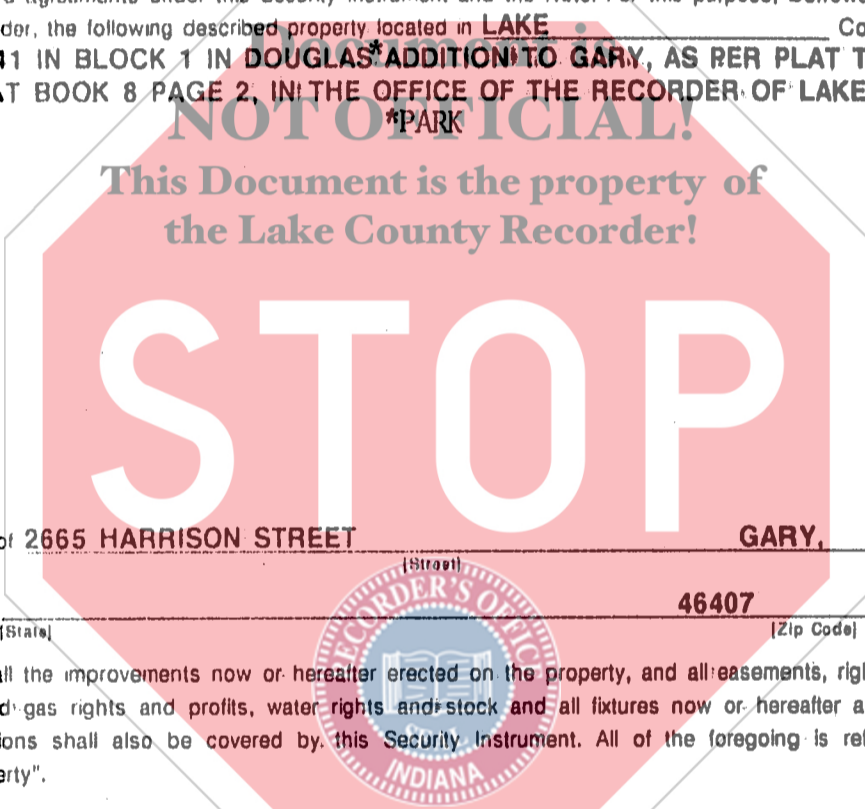 der, the following described property located in LAKE Co
41 IN BLOCK 1 IN DOUGLAS*ADDITION TO GARY, AS PER PLAT T
AT BOOK 8 PAGE 2, IN THE OFFICE OF THE RECORDER OF LAKE
*PARK
Document is
NOT OFFICIAL!
This Document is the property of
the Lake County Recorder!
STOP
of 2665 HARRISON STREET GARY,
[Street]
46407
[State] [Zip Code]
ll the improvements now or hereafter erected on the property, and all easements, rig
d gas rights and profits, water rights and stock and all fixtures now or hereafter a
ions shall also be covered by this Security Instrument. All of the foregoing is ref
erty".
RECORDER'S OFFICE
INDIANA